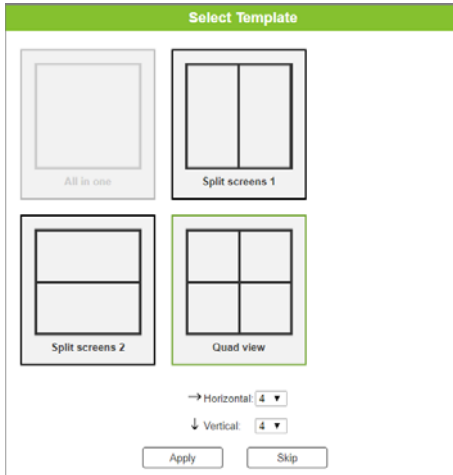 Select Template
All in one
Split screens 1
Split screens 2
Quad view
→ Horizontal: 4 ▼
↓ Vertical: 4 ▼
Apply
Skip